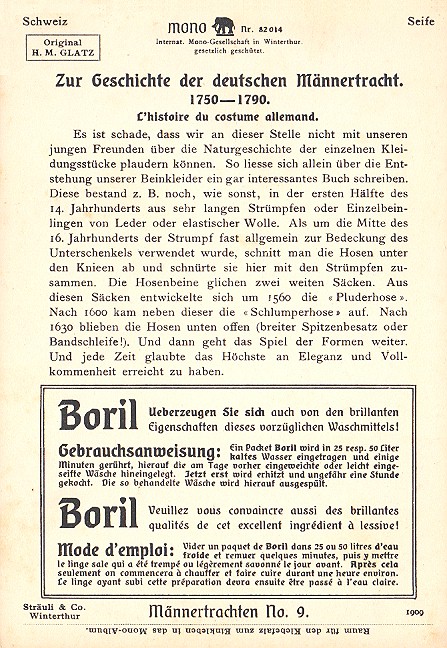 Schweiz
mono Nr. 82014
Seife
Original
H. M. GLATZ
Internat. Mono-Gesellschaft in Winterthur.
gesetzlich geschützt.
Zur Geschichte der deutschen Männertracht.
1750—1790.
L'histoire du costume allemand.
Es ist schade, dass wir an dieser Stelle nicht mit unseren
jungen Freunden über die Naturgeschichte der einzelnen Klei-
dungsstücke plaudern können. So liesse sich allein über die Ent-
stehung unserer Beinkleider ein gar interessantes Buch schreiben.
Diese bestand z. B. noch, wie sonst, in der ersten Hälfte des
14. Jahrhunderts aus sehr langen Strümpfen oder Einzelbein-
lingen von Leder oder elastischer Wolle. Als um die Mitte des
16. Jahrhunderts der Strumpf fast allgemein zur Bedeckung des
Unterschenkels verwendet wurde, schnitt man die Hosen unter
den Knieen ab und schnürte sie hier mit den Strümpfen zu-
sammen. Die Hosenbeine glichen zwei weiten Säcken. Aus
diesen Säcken entwickelte sich um 1560 die «Pluderhose».
Nach 1600 kam neben dieser die «Schlumperhose» auf. Nach
1630 blieben die Hosen unten offen (breiter Spitzenbesatz oder
Bandschleife!). Und dann geht das Spiel der Formen weiter.
Und jede Zeit glaubte das Höchste an Eleganz und Voll-
kommenheit erreicht zu haben.
Boril Ueberzeugen Sie sich auch von den brillanten
Eigenschaften dieses vorzüglichen Waschmittels!
Gebrauchsanweisung: Ein Packet Boril wird in 25 resp. 50 Liter
kaltes Wasser eingetragen und einige
Minuten gerührt, hierauf die am Tage vorher eingeweichte oder leicht einge-
seifte Wäsche hineingelegt. Jetzt erst wird erhitzt und ungefähr eine Stunde
gekocht. Die so behandelte Wäsche wird hierauf ausgespült.
Boril Veuillez vous convaincre aussi des brillantes
qualités de cet excellent ingrédient à lessive!
Mode d'emploi: Vider un paquet de Boril dans 25 ou 50 litres d'eau
froide et remuer quelques minutes, puis y mettre
le linge sale qui a été trempé ou légèrement savonné le jour avant. Après cela
seulement on commencera à chauffer et faire cuire durant une heure environ.
Le linge ayant subi cette préparation devra ensuite être passé à l'eau claire.
Sträuli & Co.
Winterthur
Männertrachten No. 9.
1909
Raum für den Klebefalz zum Einkleben in das Mono-Album.